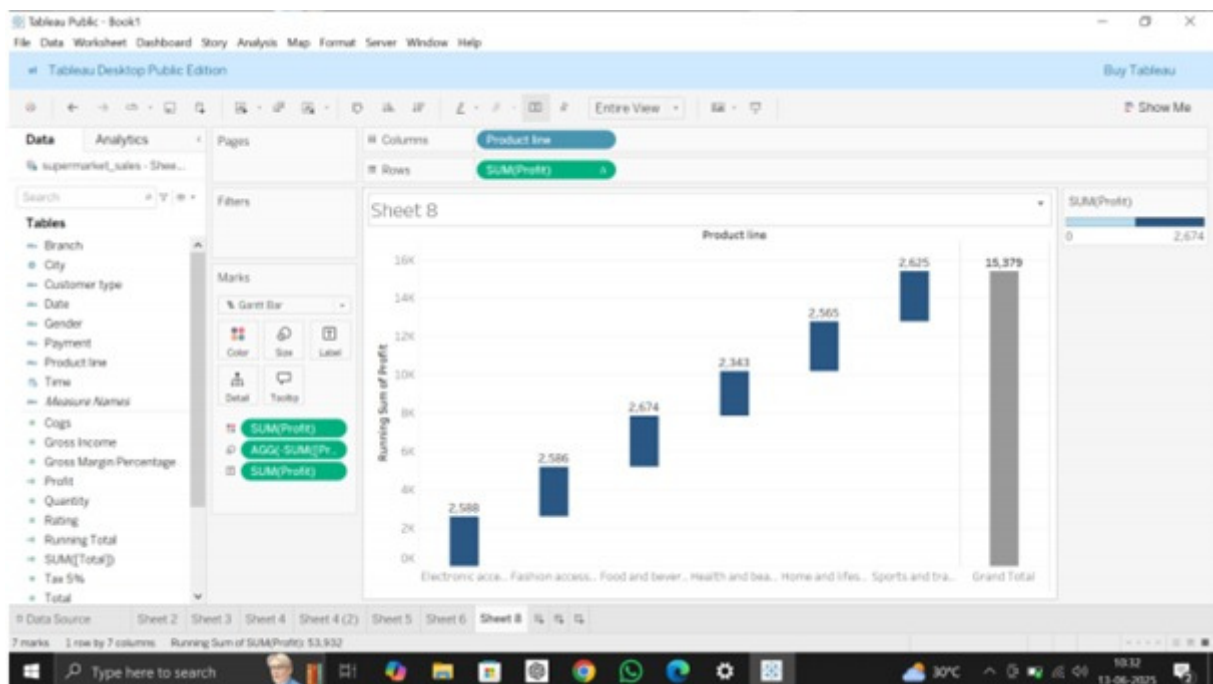 Tableau Public - Book1
File Data Worksheet Dashboard Story Analysis Map Format Server Window Help
Tableau Desktop Public Edition
Buy Tableau
Entire View
Show Me
Data Analytics
Pages
Columns Product line
supermarket_sales - Shee...
Rows SUM(Profit)
Search
Filters
Sheet 8
SUM(Profit)
0 2,674
Tables
Branch
City
Customer type
Date
Gender
Payment
Product line
Time
Measure Names
Cogs
Gross Income
Gross Margin Percentage
Profit
Quantity
Rating
Running Total
SUM([Total])
Tax 5%
Total
Marks
Gantt Bar
Color Size Label
Detail Tooltip
SUM(Profit)
AGG(-SUM([Pr..
SUM(Profit)
Product line
Running Sum of Profit
16K
14K
12K
10K
8K
6K
4K
2K
0K
2,588
2,586
2,674
2,343
2,565
2,625
15,379
Electronic acce.. Fashion access.. Food and bever.. Health and bea.. Home and lifes.. Sports and tra.. Grand Total
Data Source Sheet 2 Sheet 3 Sheet 4 Sheet 4 (2) Sheet 5 Sheet 6 Sheet 8
7 marks 1 row by 7 columns Running Sum of SUM(Profit): 53,932
Type here to search
30°C
10:32
13-06-2025